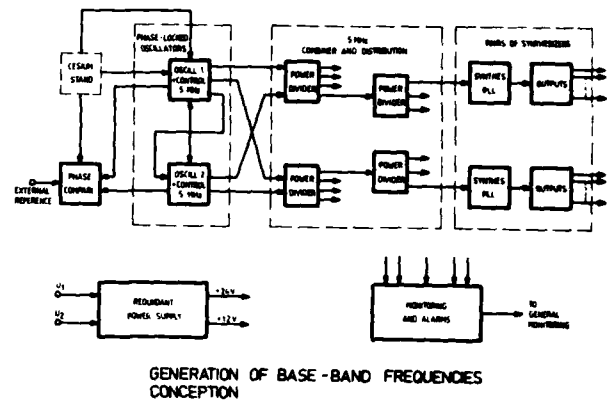 PHASE-LOCKED
OSCILLATORS
5 MHz
COMBINER AND DISTRIBUTION
PAIRS OF SYNTHESIZERS
CESIUM
STAND
OSCILL 1
+CONTROL
5 MHz
POWER
DIVIDER
POWER
DIVIDER
SYNTHES
PLL
OUTPUTS
EXTERNAL
REFERENCE
PHASE
COMPAR
OSCILL 2
+CONTROL
5 MHz
POWER
DIVIDER
POWER
DIVIDER
SYNTHES
PLL
OUTPUTS
U1
U2
REDUNDANT
POWER SUPPLY
+24V
+12V
MONITORING
AND ALARMS
TO
GENERAL
MONITORING
GENERATION OF BASE-BAND FREQUENCIES
CONCEPTION